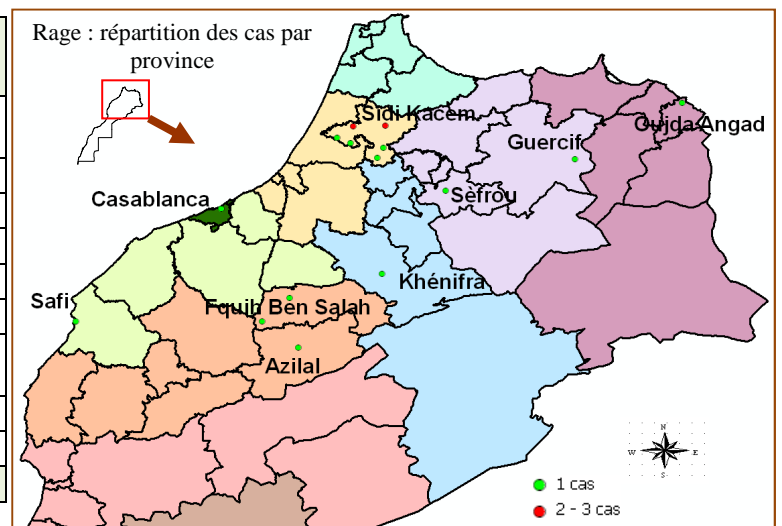 Rage : répartition des cas par
province
Sidi Kacem
Oujda Angad
Guercif
Casablanca
Sèfrou
Khénifra
Safi
Fquih Ben Salah
Azilal
N
W E
S
1 cas
2 - 3 cas